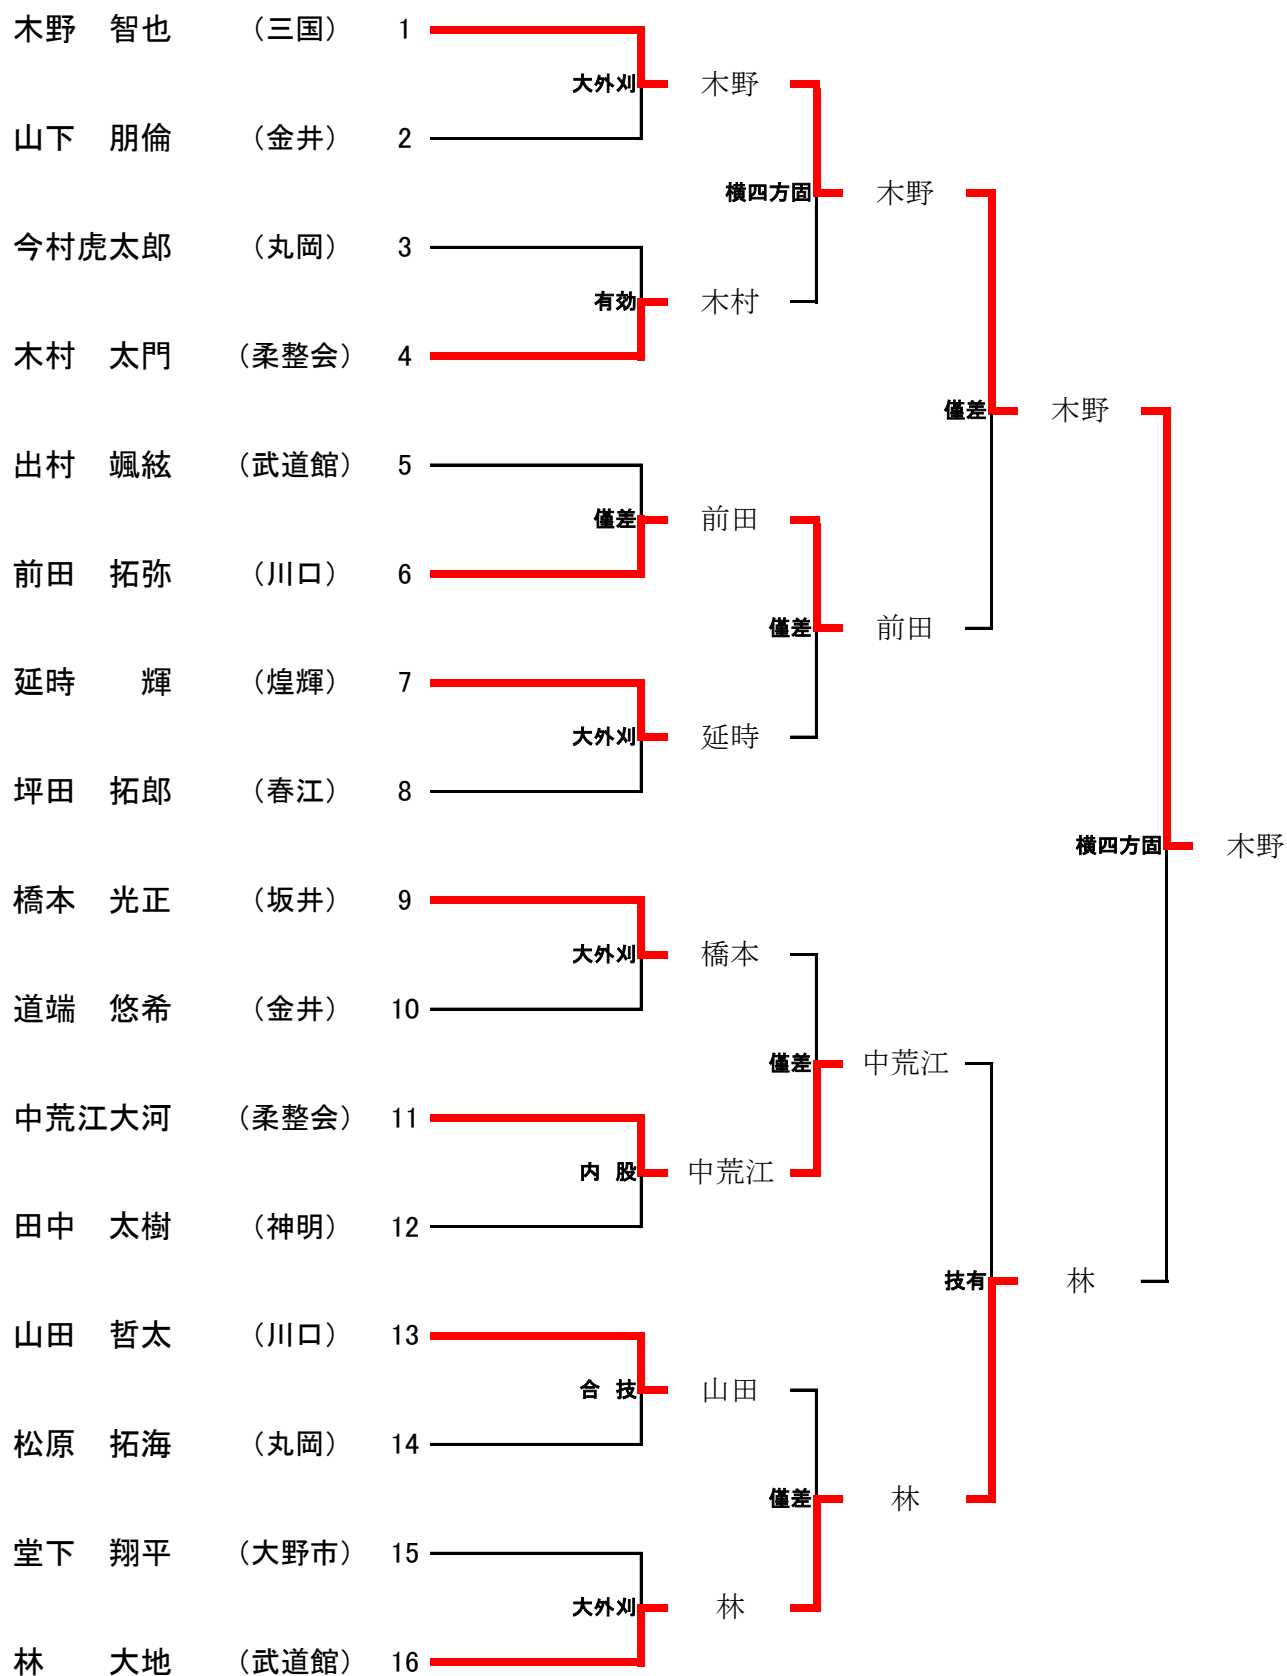 木野　智也　（三国）　1
大外刈　木野
山下　朋倫　（金井）　2
横四方固　木野
今村虎太郎　（丸岡）　3
有効　木村
木村　太門　（柔整会）　4
僅差　木野
出村　颯絃　（武道館）　5
僅差　前田
前田　拓弥　（川口）　6
僅差　前田
延時　　輝　（煌輝）　7
大外刈　延時
坪田　拓郎　（春江）　8
横四方固　木野
橋本　光正　（坂井）　9
大外刈　橋本
道端　悠希　（金井）　10
僅差　中荒江
中荒江大河　（柔整会）　11
内　股　中荒江
田中　太樹　（神明）　12
技有　林
山田　哲太　（川口）　13
合　技　山田
松原　拓海　（丸岡）　14
僅差　林
堂下　翔平　（大野市）　15
大外刈　林
林　　大地　（武道館）　16